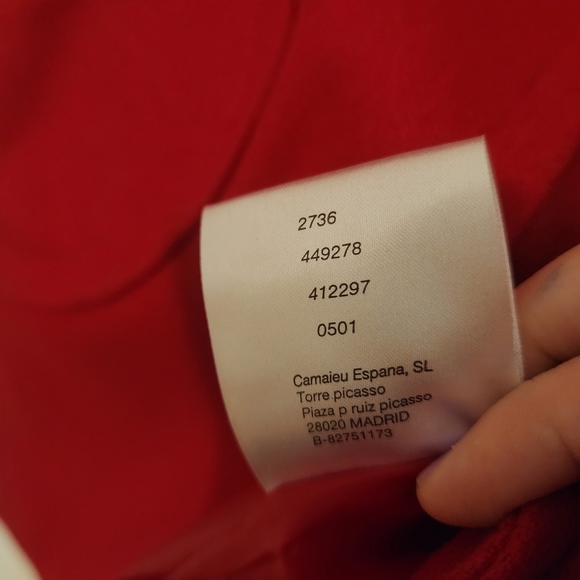 2736
449278
412297
0501
Camaieu Espana, SL
Torre picasso
Plaza p ruiz picasso
28020 MADRID
B-82751173